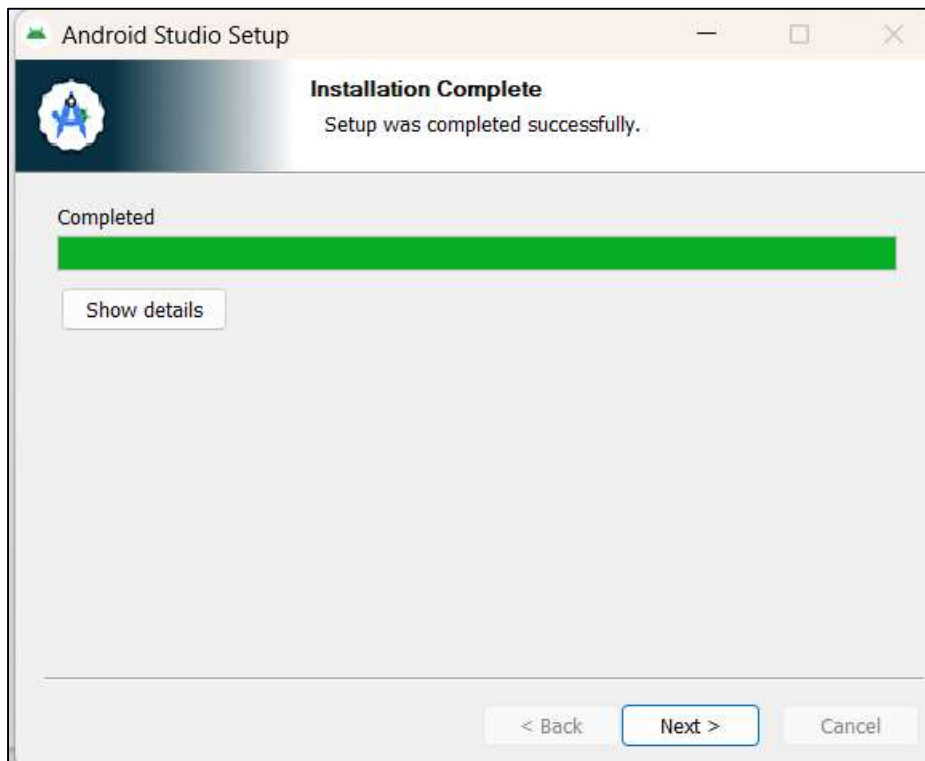 Android Studio Setup
Installation Complete
Setup was completed successfully.
Completed
Show details
< Back Next > Cancel